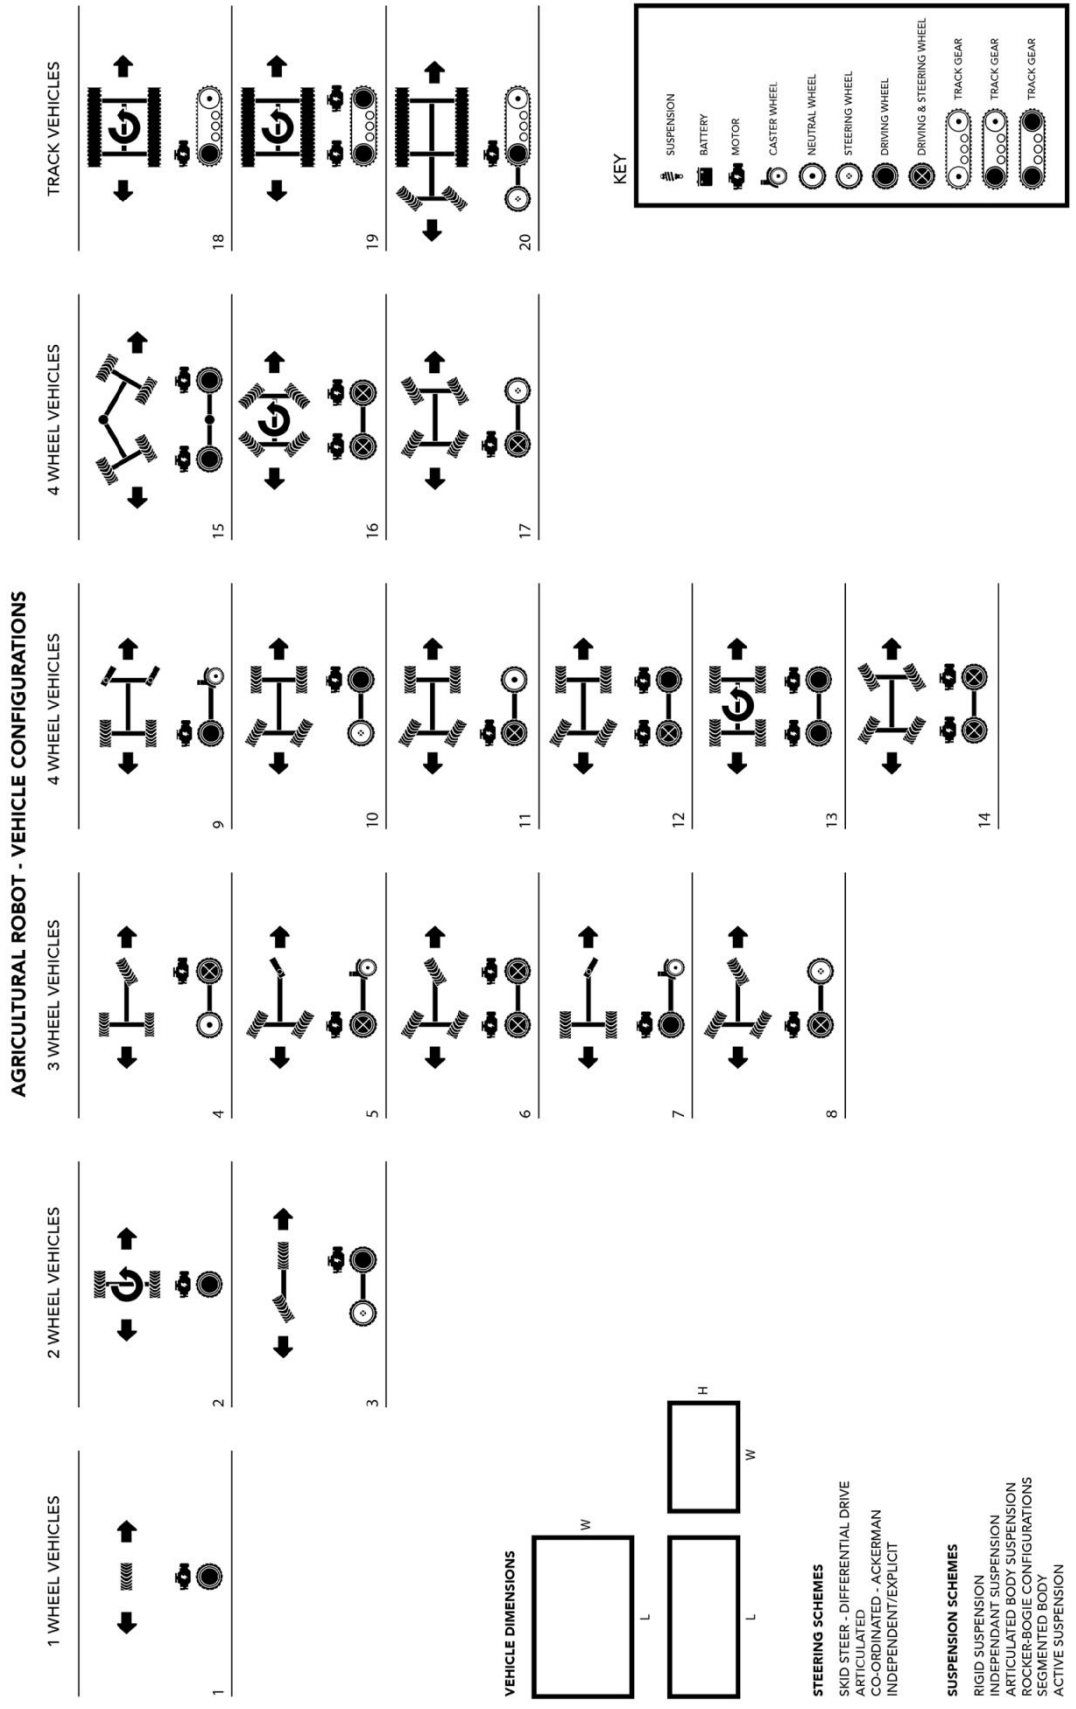 AGRICULTURAL ROBOT - VEHICLE CONFIGURATIONS
1 WHEEL VEHICLES
1
2 WHEEL VEHICLES
2
3
3 WHEEL VEHICLES
4
5
6
7
8
4 WHEEL VEHICLES
9
10
11
12
13
14
4 WHEEL VEHICLES
15
16
17
TRACK VEHICLES
18
19
20
VEHICLE DIMENSIONS
W
L
H
L
W
STEERING SCHEMES
SKID STEER - DIFFERENTIAL DRIVE
ARTICULATED
CO-ORDINATED - ACKERMAN
INDEPENDENT/EXPLICIT
SUSPENSION SCHEMES
RIGID SUSPENSION
INDEPENDANT SUSPENSION
ARTICULATED BODY SUSPENSION
ROCKER-BOGIE CONFIGURATIONS
SEGMENTED BODY
ACTIVE SUSPENSION
KEY
SUSPENSION
BATTERY
MOTOR
CASTER WHEEL
NEUTRAL WHEEL
STEERING WHEEL
DRIVING WHEEL
DRIVING & STEERING WHEEL
TRACK GEAR
TRACK GEAR
TRACK GEAR